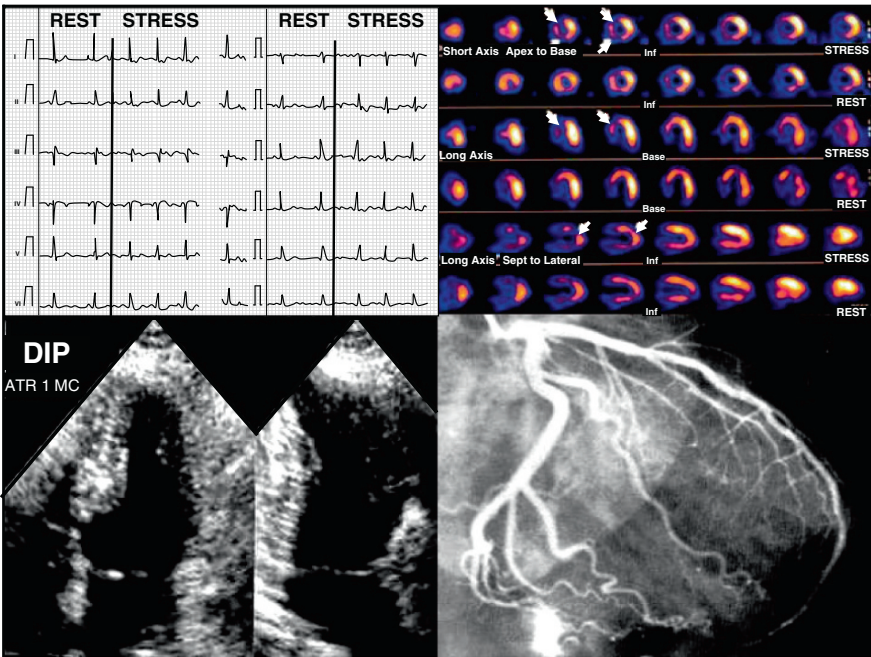 REST STRESS
REST STRESS
I
II
III
IV
V
VI
Short Axis Apex to Base Inf STRESS
Inf REST
Long Axis Base STRESS
Base REST
Long Axis Sept to Lateral Inf STRESS
Inf REST
DIP
ATR 1 MC